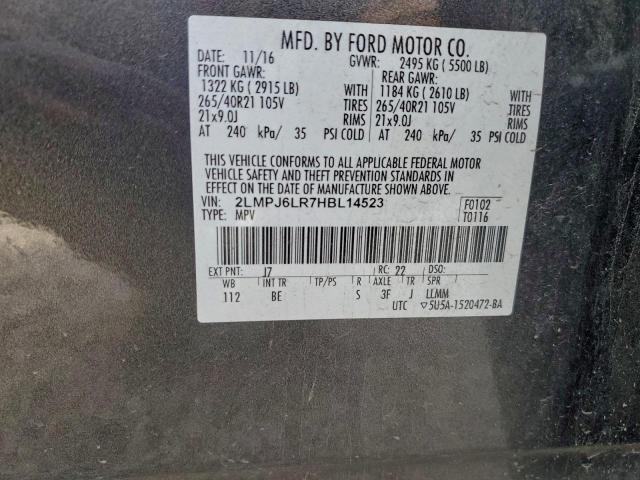 MFD. BY FORD MOTOR CO.
DATE: 11/16 GVWR: 2495 KG ( 5500 LB)
FRONT GAWR: REAR GAWR:
1322 KG ( 2915 LB) 1184 KG ( 2610 LB)
265/40R21 105V TIRES 265/40R21 105V TIRES
21x9.0J RIMS 21x9.0J RIMS
AT 240 kPa/ 35 PSI COLD AT 240 kPa/ 35 PSI COLD
THIS VEHICLE CONFORMS TO ALL APPLICABLE FEDERAL MOTOR
VEHICLE SAFETY AND THEFT PREVENTION STANDARDS IN
EFFECT ON THE DATE OF MANUFACTURE SHOWN ABOVE.
VIN: 2LMPJ6LR7HBL14523 F0102
TYPE: MPV T0116
EXT PNT: J7 RC: 22 DSO:
WB INT TR TP/PS R AXLE TR SPR
112 BE S 3F J LLMM
UTC ▽5U5A-1520472-BA